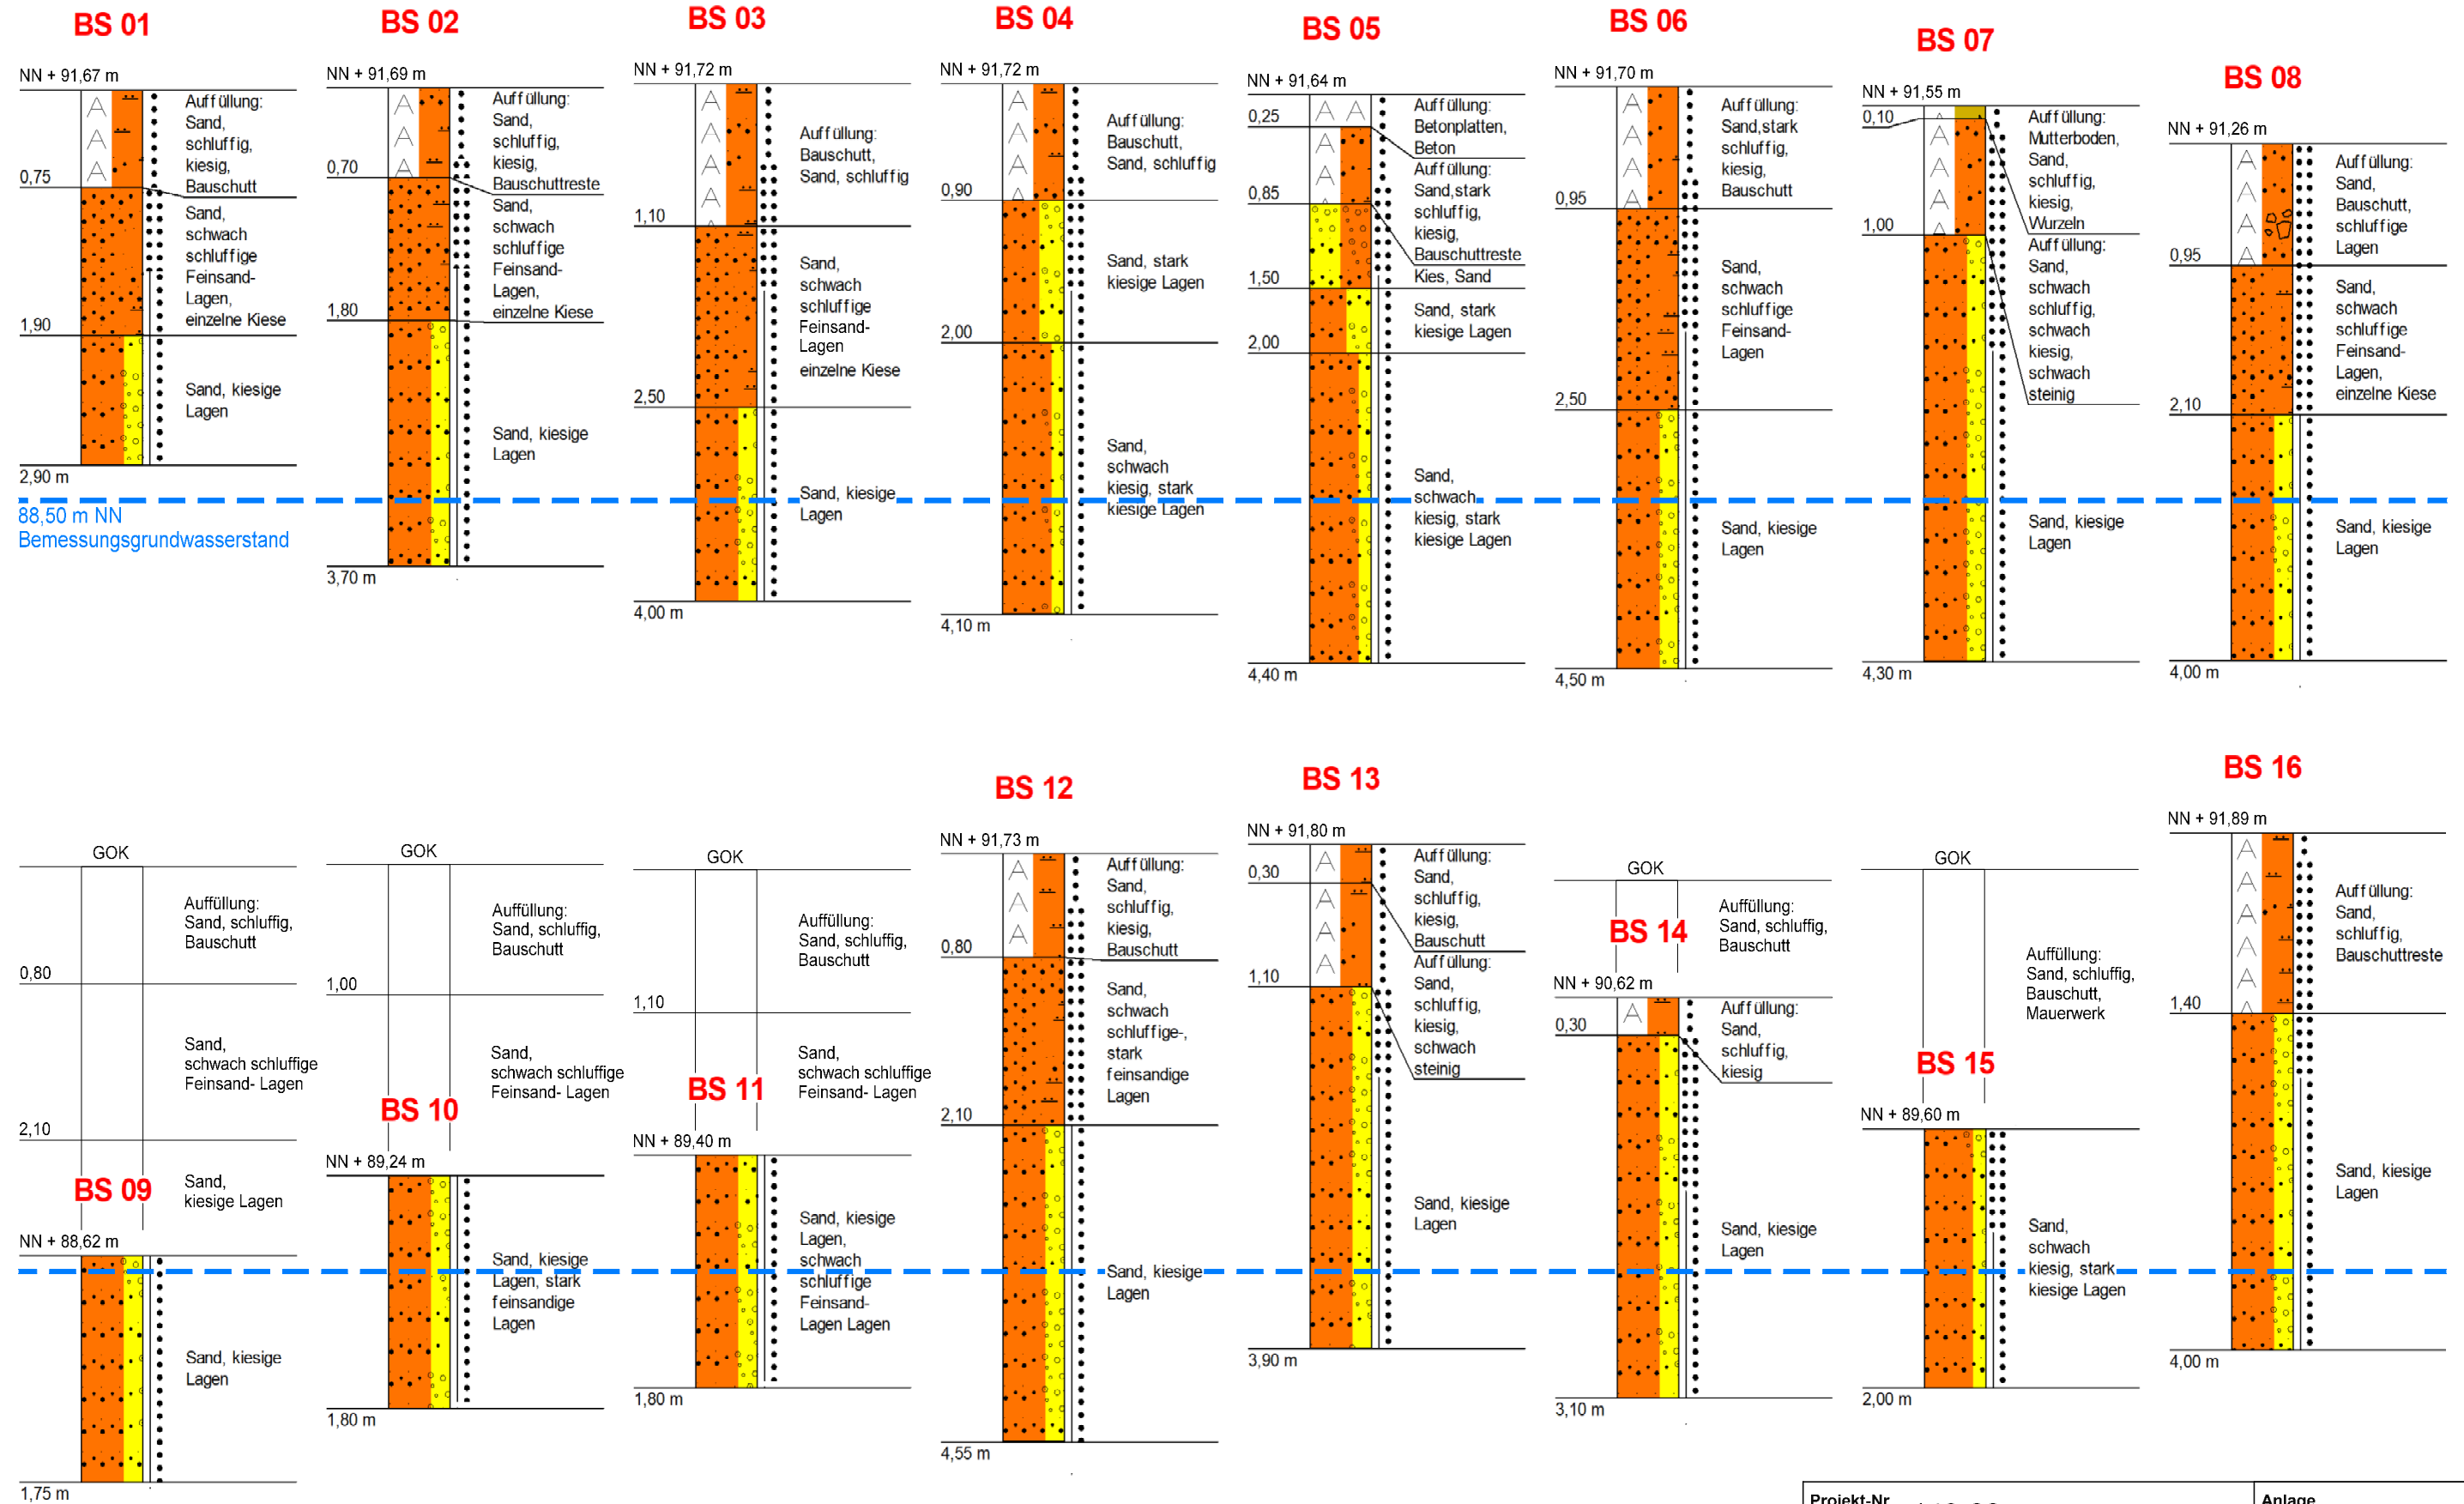 BS 01
NN + 91,67 m
Auffüllung:
Sand,
schluffig,
kiesig,
Bauschutt
0,75
Sand,
schwach
schluffige
Feinsand-
Lagen,
einzelne Kiese
1,90
Sand, kiesige
Lagen
2,90 m
88,50 m NN
Bemessungsgrundwasserstand
BS 02
NN + 91,69 m
Auffüllung:
Sand,
schluffig,
kiesig,
Bauschuttreste
0,70
Sand,
schwach
schluffige
Feinsand-
Lagen,
einzelne Kiese
1,80
Sand, kiesige
Lagen
3,70 m
BS 03
NN + 91,72 m
Auffüllung:
Bauschutt,
Sand, schluffig
1,10
Sand,
schwach
schluffige
Feinsand-
Lagen
einzelne Kiese
2,50
Sand, kiesige
Lagen
4,00 m
BS 04
NN + 91,72 m
Auffüllung:
Bauschutt,
Sand, schluffig
0,90
Sand, stark
kiesige Lagen
2,00
Sand,
schwach
kiesig, stark
kiesige Lagen
4,10 m
BS 05
NN + 91,64 m
Auffüllung:
Betonplatten,
Beton
0,25
Auffüllung:
Sand,stark
schluffig,
kiesig,
Bauschuttreste
0,85
Kies, Sand
1,50
Sand, stark
kiesige Lagen
2,00
Sand,
schwach
kiesig, stark
kiesige Lagen
4,40 m
BS 06
NN + 91,70 m
Auffüllung:
Sand,stark
schluffig,
kiesig,
Bauschutt
0,95
Sand,
schwach
schluffige
Feinsand-
Lagen
2,50
Sand, kiesige
Lagen
4,50 m
BS 07
NN + 91,55 m
0,10
Auffüllung:
Mutterboden,
Sand,
schluffig,
kiesig,
Wurzeln
1,00
Auffüllung:
Sand,
schwach
schluffig,
schwach
kiesig,
schwach
steinig
Sand, kiesige
Lagen
4,30 m
BS 08
NN + 91,26 m
Auffüllung:
Sand,
Bauschutt,
schluffige
Lagen
0,95
Sand,
schwach
schluffige
Feinsand-
Lagen,
einzelne Kiese
2,10
Sand, kiesige
Lagen
4,00 m
GOK
Auffüllung:
Sand, schluffig,
Bauschutt
0,80
Sand,
schwach schluffige
Feinsand- Lagen
2,10
Sand,
kiesige Lagen
BS 09
NN + 88,62 m
Sand, kiesige
Lagen
1,75 m
GOK
Auffüllung:
Sand, schluffig,
Bauschutt
1,00
Sand,
schwach schluffige
Feinsand- Lagen
BS 10
NN + 89,24 m
Sand, kiesige
Lagen, stark
feinsandige
Lagen
1,80 m
GOK
Auffüllung:
Sand, schluffig,
Bauschutt
1,10
Sand,
schwach schluffige
Feinsand- Lagen
BS 11
NN + 89,40 m
Sand, kiesige
Lagen,
schwach
schluffige
Feinsand-
Lagen Lagen
1,80 m
BS 12
NN + 91,73 m
Auffüllung:
Sand,
schluffig,
kiesig,
Bauschutt
0,80
Sand,
schwach
schluffige-,
stark
feinsandige
Lagen
2,10
Sand, kiesige
Lagen
4,55 m
BS 13
NN + 91,80 m
Auffüllung:
Sand,
schluffig,
kiesig,
Bauschutt
0,30
Auffüllung:
Sand,
schluffig,
kiesig,
schwach
steinig
1,10
Sand, kiesige
Lagen
3,90 m
GOK
Auffüllung:
Sand, schluffig,
Bauschutt
BS 14
NN + 90,62 m
Auffüllung:
Sand,
schluffig,
kiesig
0,30
Sand, kiesige
Lagen
3,10 m
GOK
Auffüllung:
Sand, schluffig,
Bauschutt,
Mauerwerk
BS 15
NN + 89,60 m
Sand,
schwach
kiesig, stark
kiesige Lagen
2,00 m
BS 16
NN + 91,89 m
Auffüllung:
Sand,
schluffig,
Bauschuttreste
1,40
Sand, kiesige
Lagen
4,00 m
Projekt-Nr
Anlage